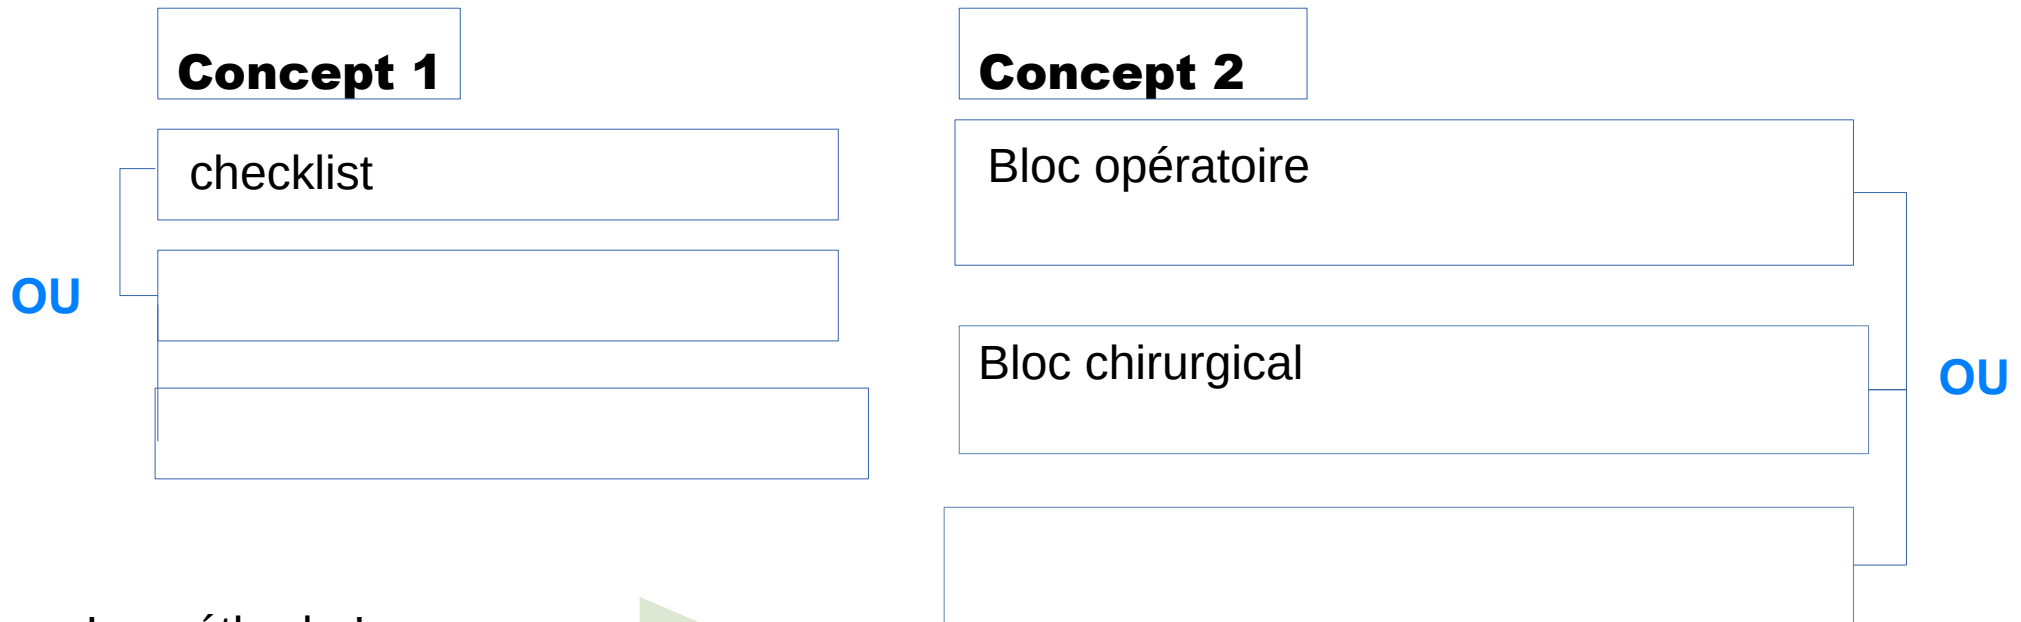 Concept 1
Concept 2
checklist
Bloc opératoire
OU
Bloc chirurgical
OU